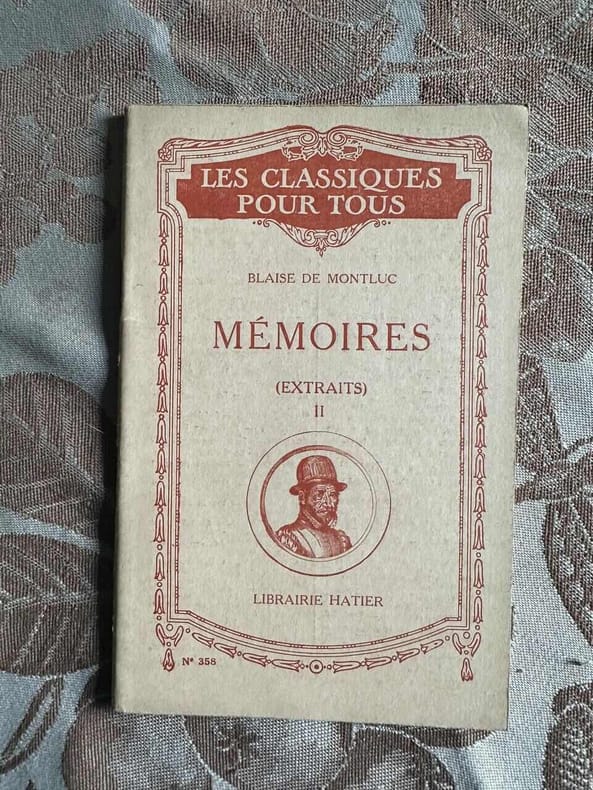 LES CLASSIQUES
POUR TOUS
BLAISE DE MONTLUC
MÉMOIRES
(EXTRAITS)
II
LIBRAIRIE HATIER
N° 358